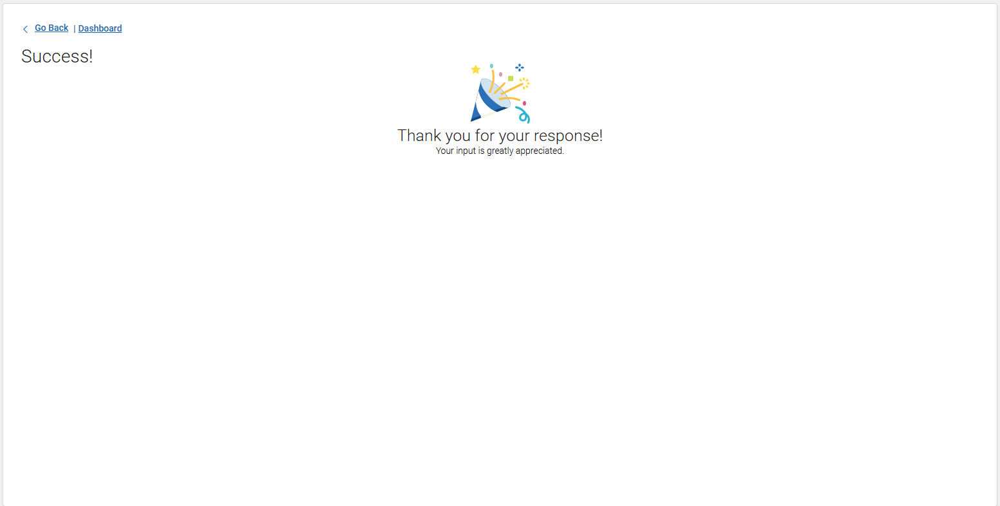 Go Back | Dashboard
Success!
Thank you for your response!
Your input is greatly appreciated.